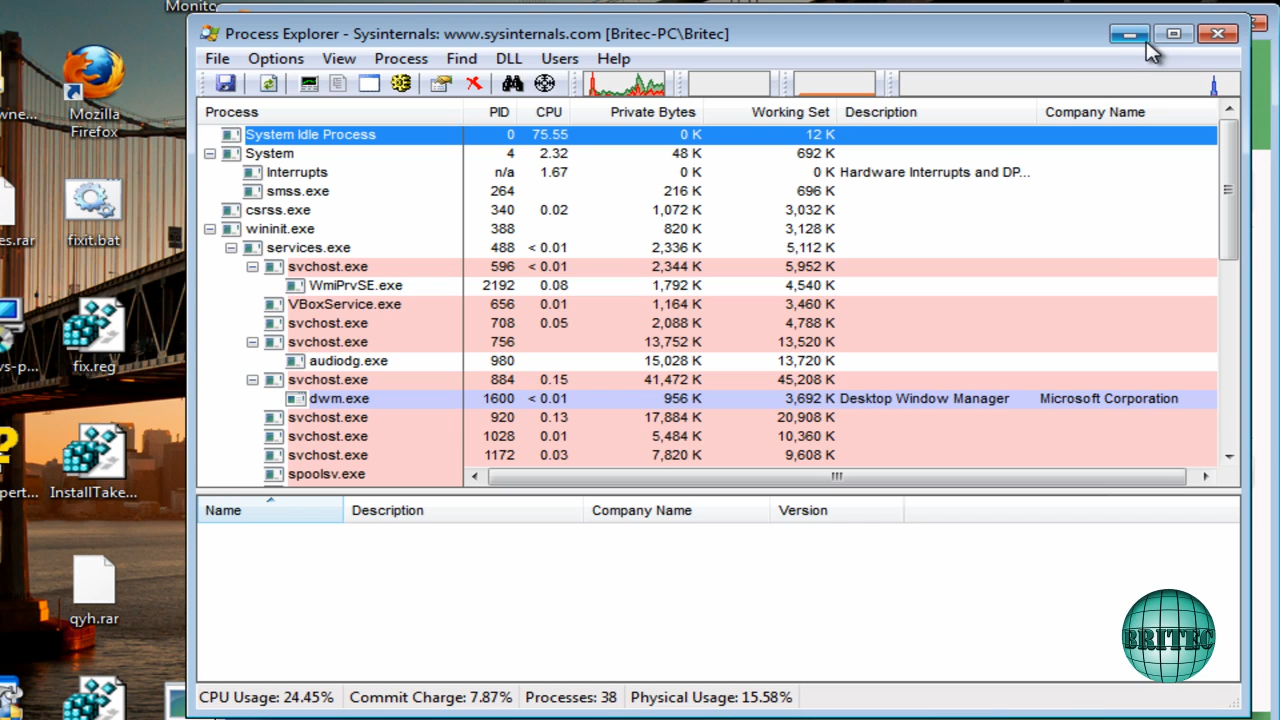 Monito
Process Explorer - Sysinternals: www.sysinternals.com [Britec-PC\Britec]
File Options View Process Find DLL Users Help
Process PID CPU Private Bytes Working Set Description Company Name
System Idle Process 0 75.55 0 K 12 K
System 4 2.32 48 K 692 K
Interrupts n/a 1.67 0 K 0 K Hardware Interrupts and DP...
smss.exe 264 216 K 696 K
csrss.exe 340 0.02 1,072 K 3,032 K
wininit.exe 388 820 K 3,128 K
services.exe 488 < 0.01 2,336 K 5,112 K
svchost.exe 596 < 0.01 2,344 K 5,952 K
WmiPrvSE.exe 2192 0.08 1,792 K 4,540 K
VBoxService.exe 656 0.01 1,164 K 3,460 K
svchost.exe 708 0.05 2,088 K 4,788 K
svchost.exe 756 13,752 K 13,520 K
audiodg.exe 980 15,028 K 13,720 K
svchost.exe 884 0.15 41,472 K 45,208 K
dwm.exe 1600 < 0.01 956 K 3,692 K Desktop Window Manager Microsoft Corporation
svchost.exe 920 0.13 17,884 K 20,908 K
svchost.exe 1028 0.01 5,484 K 10,360 K
svchost.exe 1172 0.03 7,820 K 9,608 K
spoolsv.exe
Name Description Company Name Version
CPU Usage: 24.45% Commit Charge: 7.87% Processes: 38 Physical Usage: 15.58%
wne...
Mozilla
Firefox
es.rar
fixit.bat
vs-p...
fix.reg
pert...
InstallTake...
qyh.rar
BRITEC